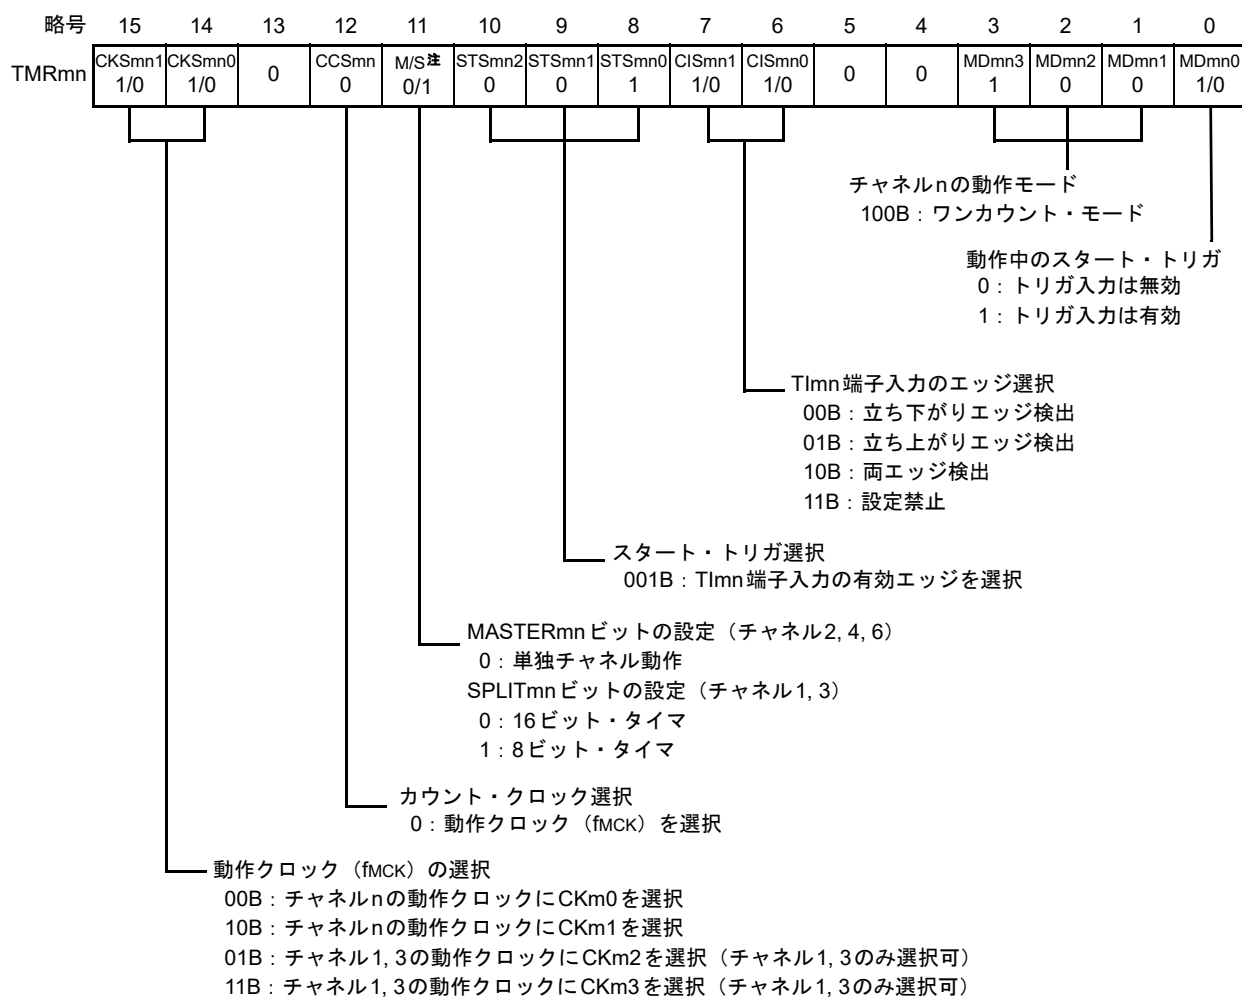 略号 15 14 13 12 11 10 9 8 7 6 5 4 3 2 1 0
TMRmn CKSmn1 CKSmn0 CCSmn M/S注 STSmn2 STSmn1 STSmn0 CISmn1 CISmn0 MDmn3 MDmn2 MDmn1 MDmn0
1/0 1/0 0 0 0/1 0 0 1 1/0 1/0 0 0 1 0 0 1/0
チャネルnの動作モード
100B：ワンカウント・モード
動作中のスタート・トリガ
0：トリガ入力は無効
1：トリガ入力は有効
TImn端子入力のエッジ選択
00B：立ち下がりエッジ検出
01B：立ち上がりエッジ検出
10B：両エッジ検出
11B：設定禁止
スタート・トリガ選択
001B：TImn端子入力の有効エッジを選択
MASTERmnビットの設定（チャネル2, 4, 6）
0：単独チャネル動作
SPLITmnビットの設定（チャネル1, 3）
0：16ビット・タイマ
1：8ビット・タイマ
カウント・クロック選択
0：動作クロック（fMCK）を選択
動作クロック（fMCK）の選択
00B：チャネルnの動作クロックにCKm0を選択
10B：チャネルnの動作クロックにCKm1を選択
01B：チャネル1, 3の動作クロックにCKm2を選択（チャネル1, 3のみ選択可）
11B：チャネル1, 3の動作クロックにCKm3を選択（チャネル1, 3のみ選択可）